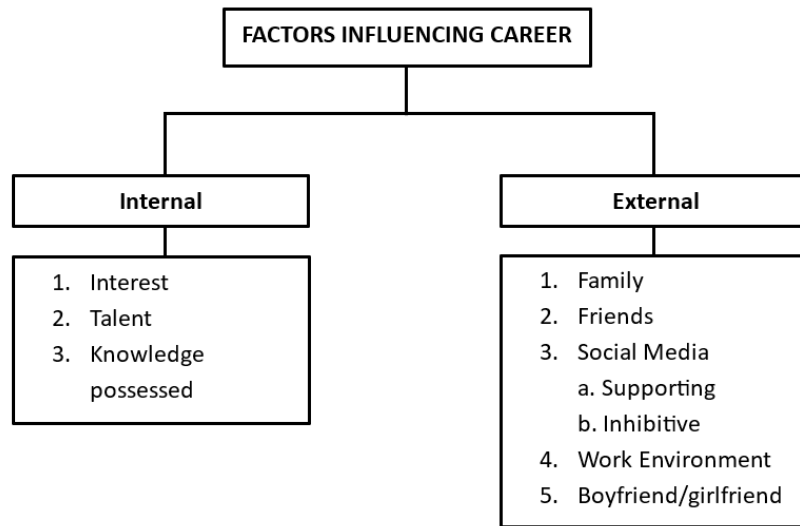 FACTORS INFLUENCING CAREER
Internal
1. Interest
2. Talent
3. Knowledge
possessed
External
1. Family
2. Friends
3. Social Media
a. Supporting
b. Inhibitive
4. Work Environment
5. Boyfriend/girlfriend